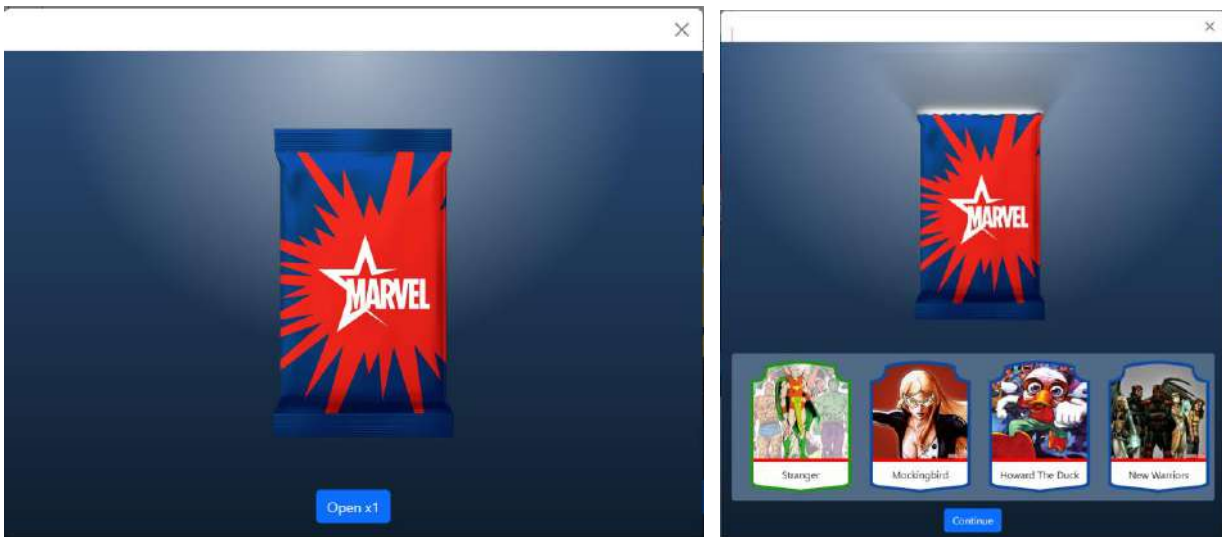 MARVEL
Open x1
MARVEL
Stranger
Mockingbird
Howard The Duck
New Warriors
Continue